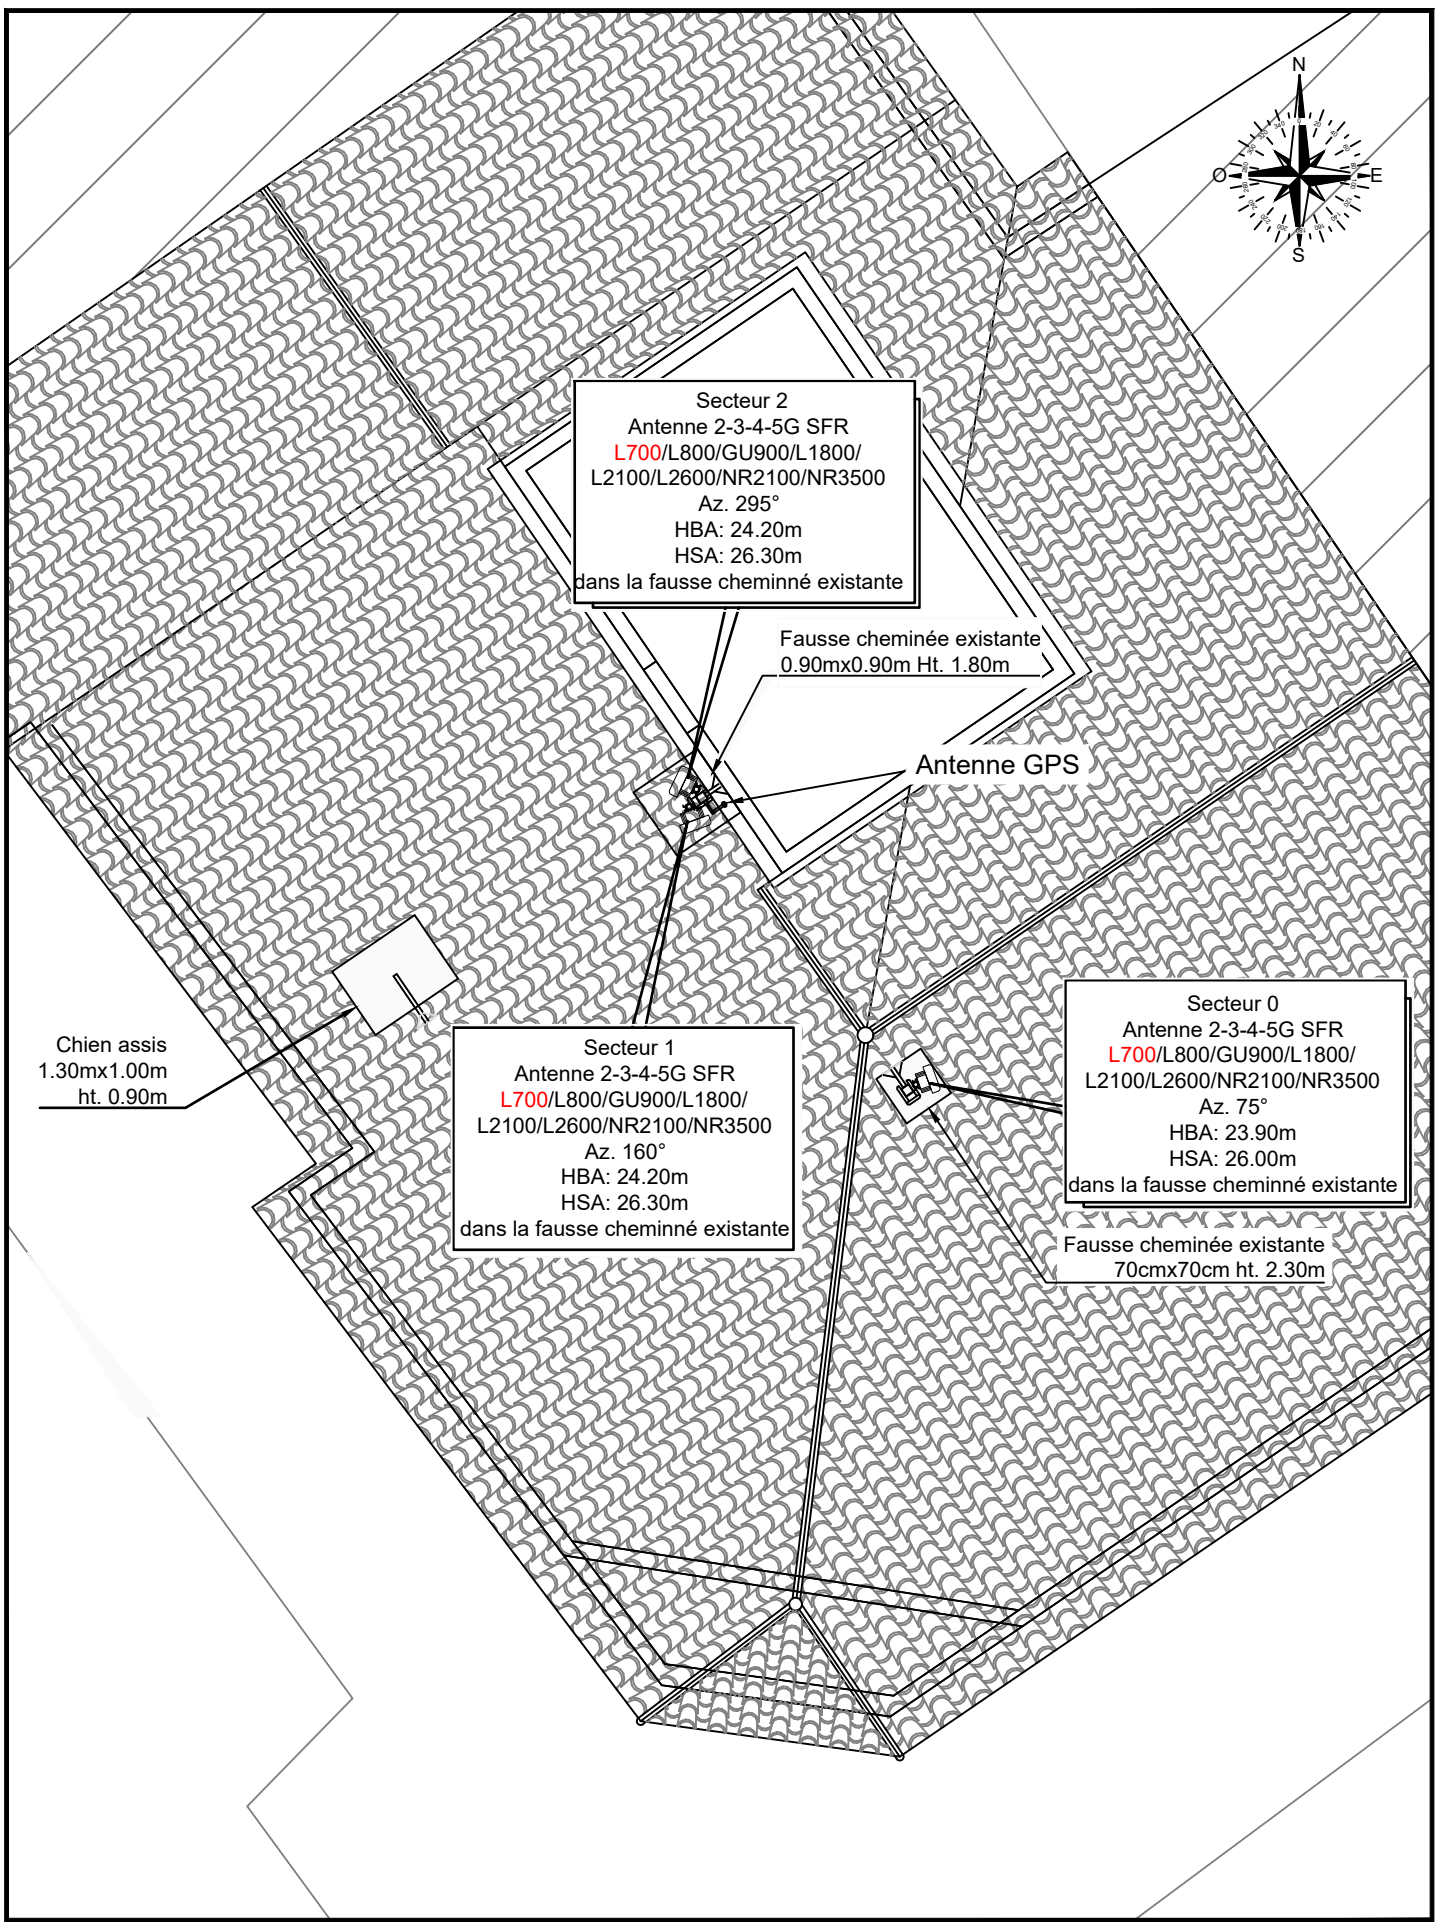 N
O
E
S
Secteur 2
Antenne 2-3-4-5G SFR
L700/L800/GU900/L1800/
L2100/L2600/NR2100/NR3500
Az. 295°
HBA: 24.20m
HSA: 26.30m
dans la fausse cheminné existante
Fausse cheminée existante
0.90mx0.90m Ht. 1.80m
Antenne GPS
Chien assis
1.30mx1.00m
ht. 0.90m
Secteur 1
Antenne 2-3-4-5G SFR
L700/L800/GU900/L1800/
L2100/L2600/NR2100/NR3500
Az. 160°
HBA: 24.20m
HSA: 26.30m
dans la fausse cheminné existante
Secteur 0
Antenne 2-3-4-5G SFR
L700/L800/GU900/L1800/
L2100/L2600/NR2100/NR3500
Az. 75°
HBA: 23.90m
HSA: 26.00m
dans la fausse cheminné existante
Fausse cheminée existante
70cmx70cm ht. 2.30m